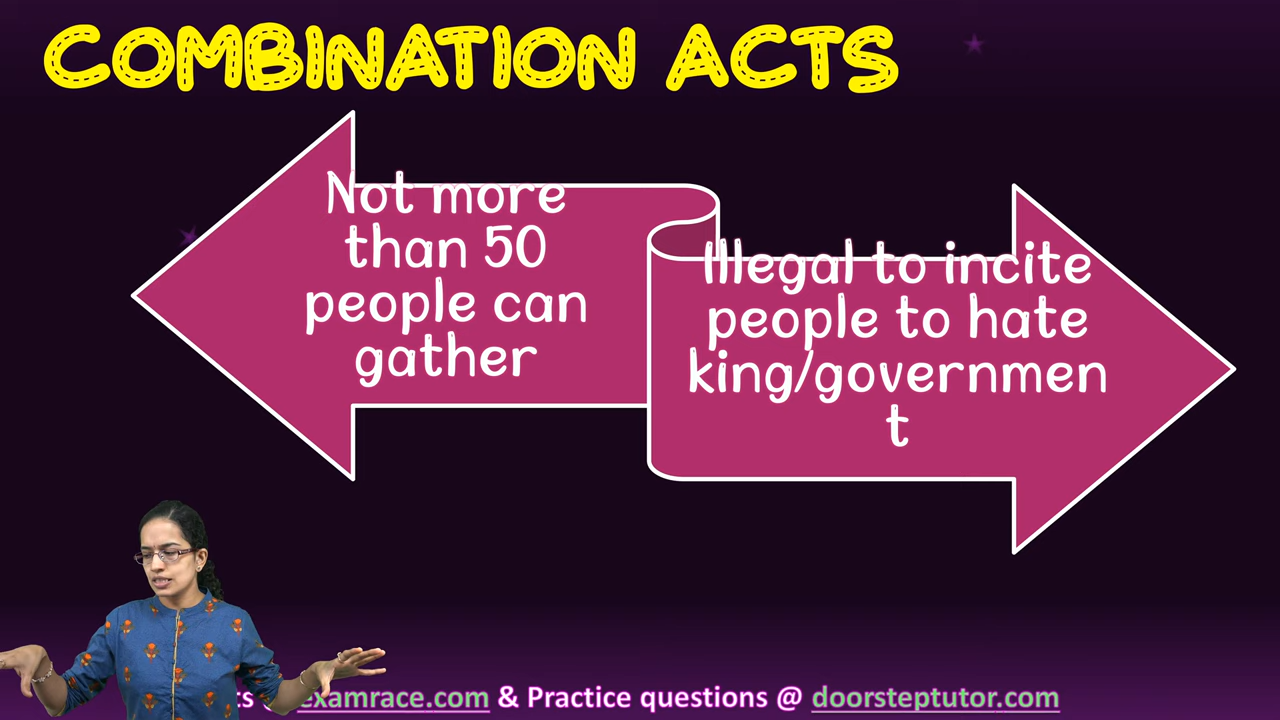 COMBINATION ACTS
Not more
than 50
people can
gather
Illegal to incite
people to hate
king/governmen
t
examrace.com & Practice questions @ doorsteptutor.com